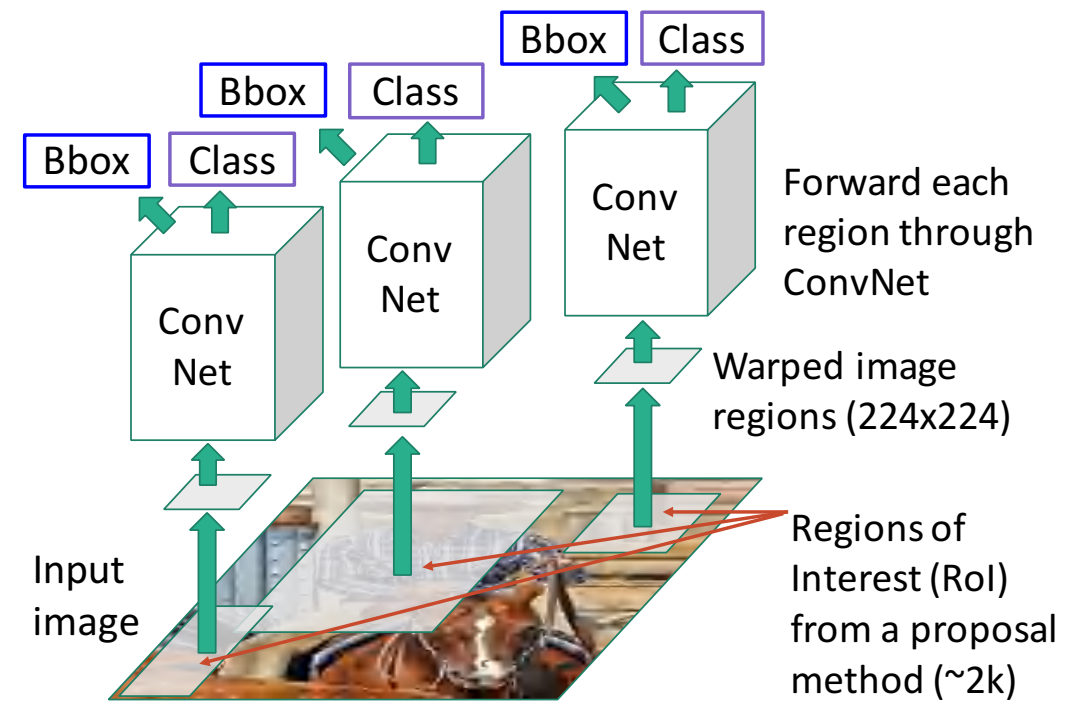 Bbox
Class
Bbox
Class
Bbox
Class
Conv
Net
Conv
Net
Conv
Net
Forward each
region through
ConvNet
Warped image
regions (224x224)
Input
image
Regions of
Interest (RoI)
from a proposal
method (~2k)